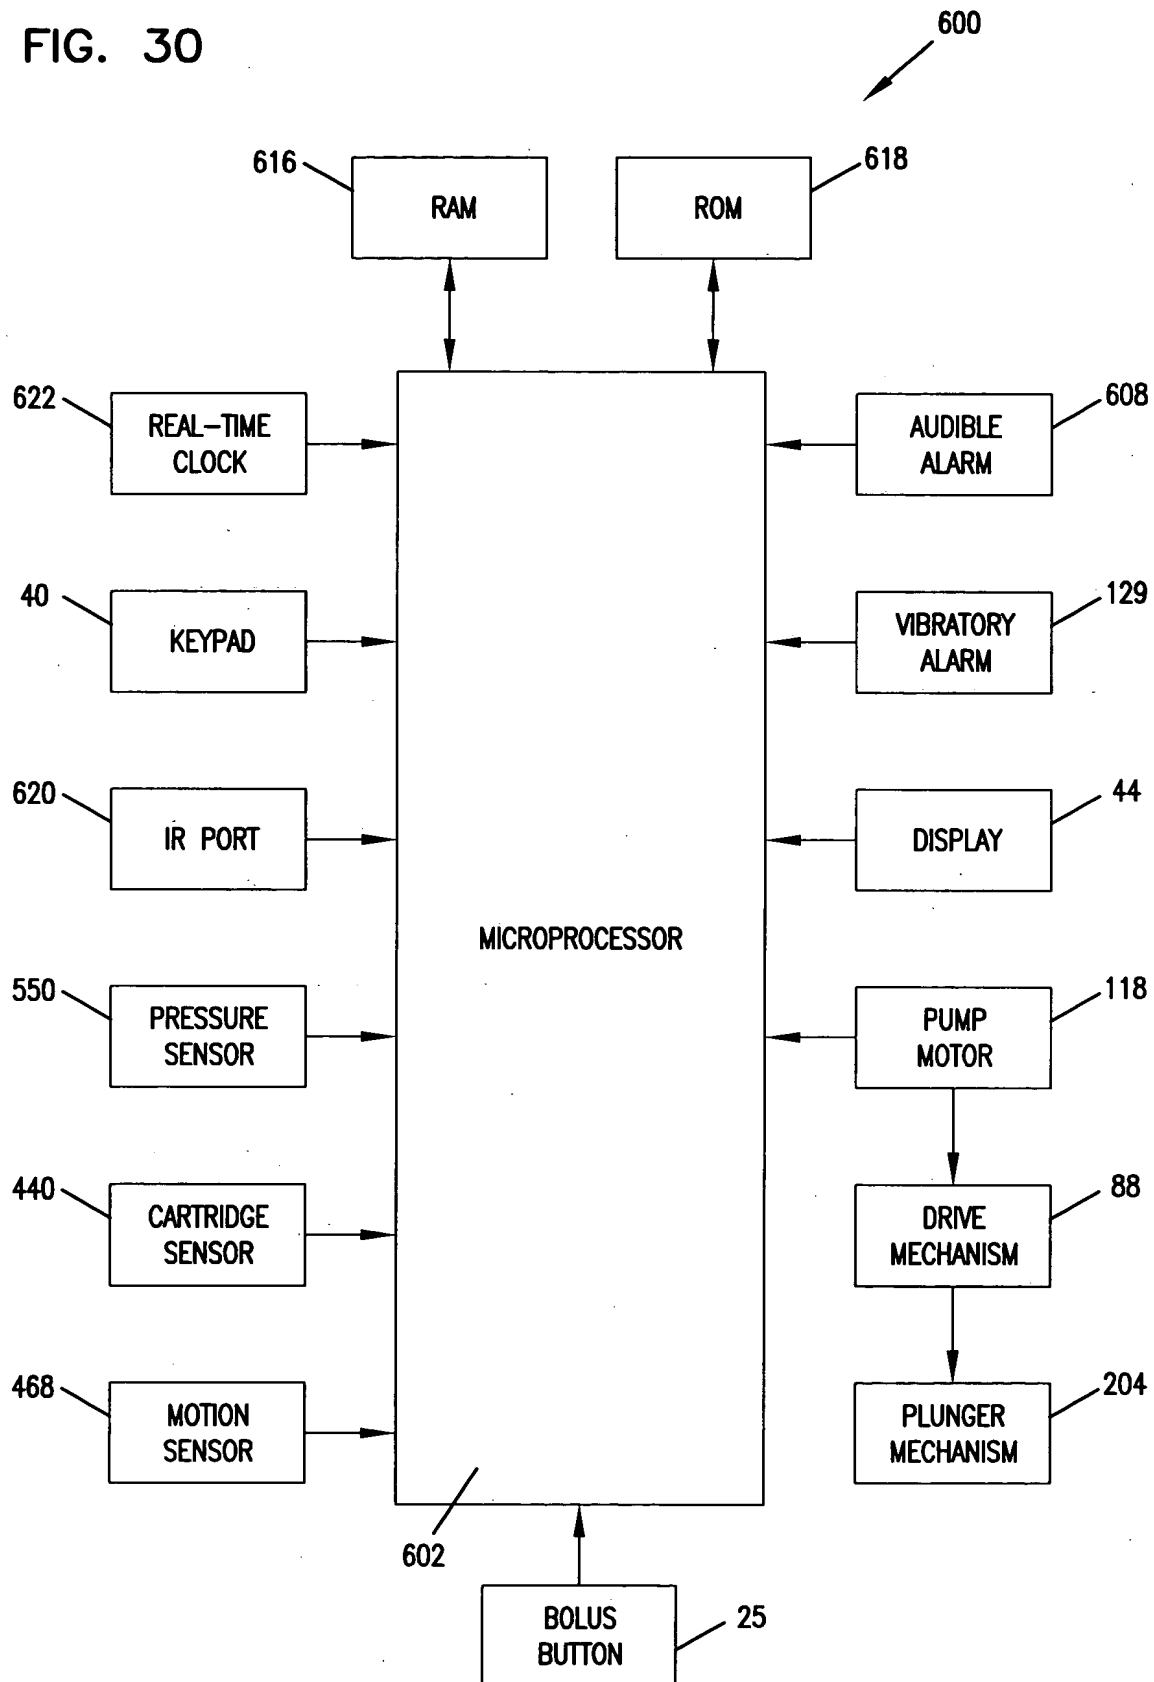 FIG. 30
600
616
RAM
ROM
618
622
REAL-TIME
CLOCK
AUDIBLE
ALARM
608
40
KEYPAD
VIBRATORY
ALARM
129
620
IR PORT
DISPLAY
44
MICROPROCESSOR
550
PRESSURE
SENSOR
PUMP
MOTOR
118
440
CARTRIDGE
SENSOR
DRIVE
MECHANISM
88
468
MOTION
SENSOR
PLUNGER
MECHANISM
204
602
BOLUS
BUTTON
25